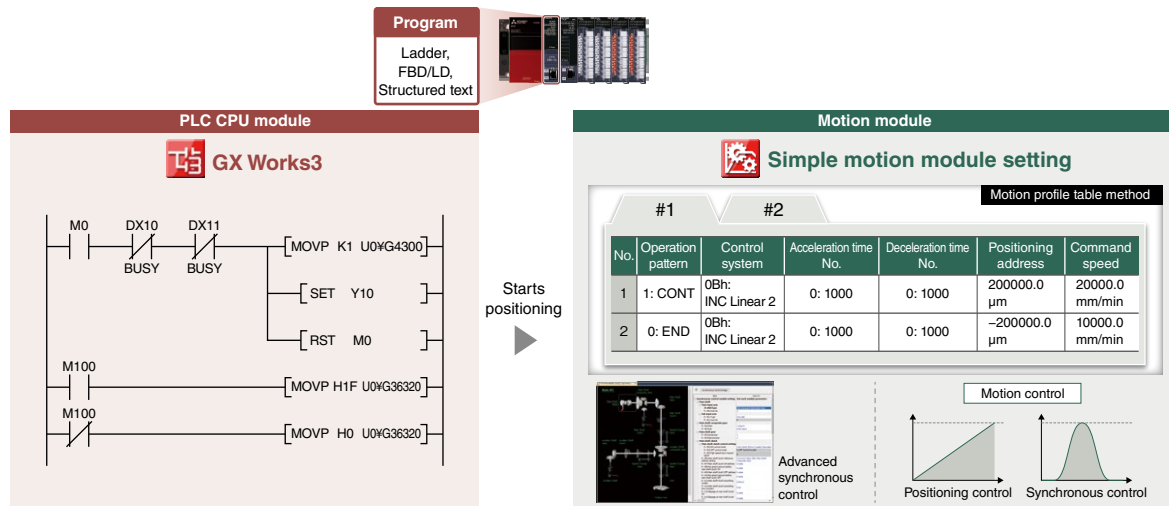 Program
Ladder,
FBD/LD,
Structured text
PLC CPU module
GX Works3
M0 DX10 DX11
BUSY BUSY
MOVP K1 U0¥G4300
SET Y10
RST M0
M100
MOVP H1F U0¥G36320
M100
MOVP H0 U0¥G36320
Starts
positioning
Motion module
Simple motion module setting
Motion profile table method
#1 #2
No. Operation pattern Control system Acceleration time No. Deceleration time No. Positioning address Command speed
1 1: CONT 0Bh: INC Linear 2 0: 1000 0: 1000 200000.0 µm 20000.0 mm/min
2 0: END 0Bh: INC Linear 2 0: 1000 0: 1000 −200000.0 µm 10000.0 mm/min
Advanced
synchronous
control
Motion control
Positioning control Synchronous control